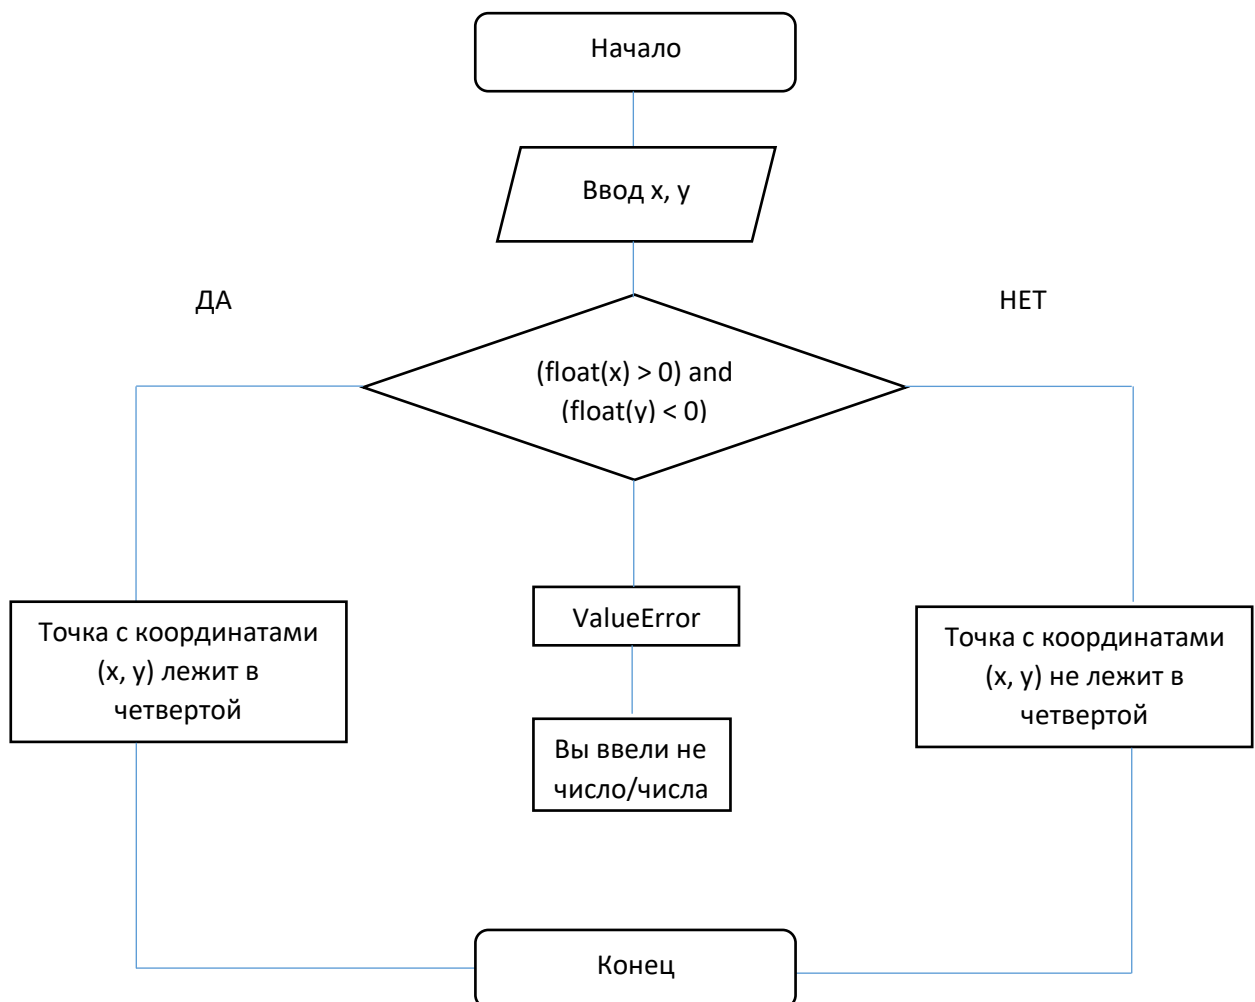 Начало
Ввод x, y
ДА
НЕТ
(float(x) > 0) and
(float(y) < 0)
Точка с координатами
(x, y) лежит в
четвертой
ValueError
Вы ввели не
число/числа
Точка с координатами
(x, y) не лежит в
четвертой
Конец